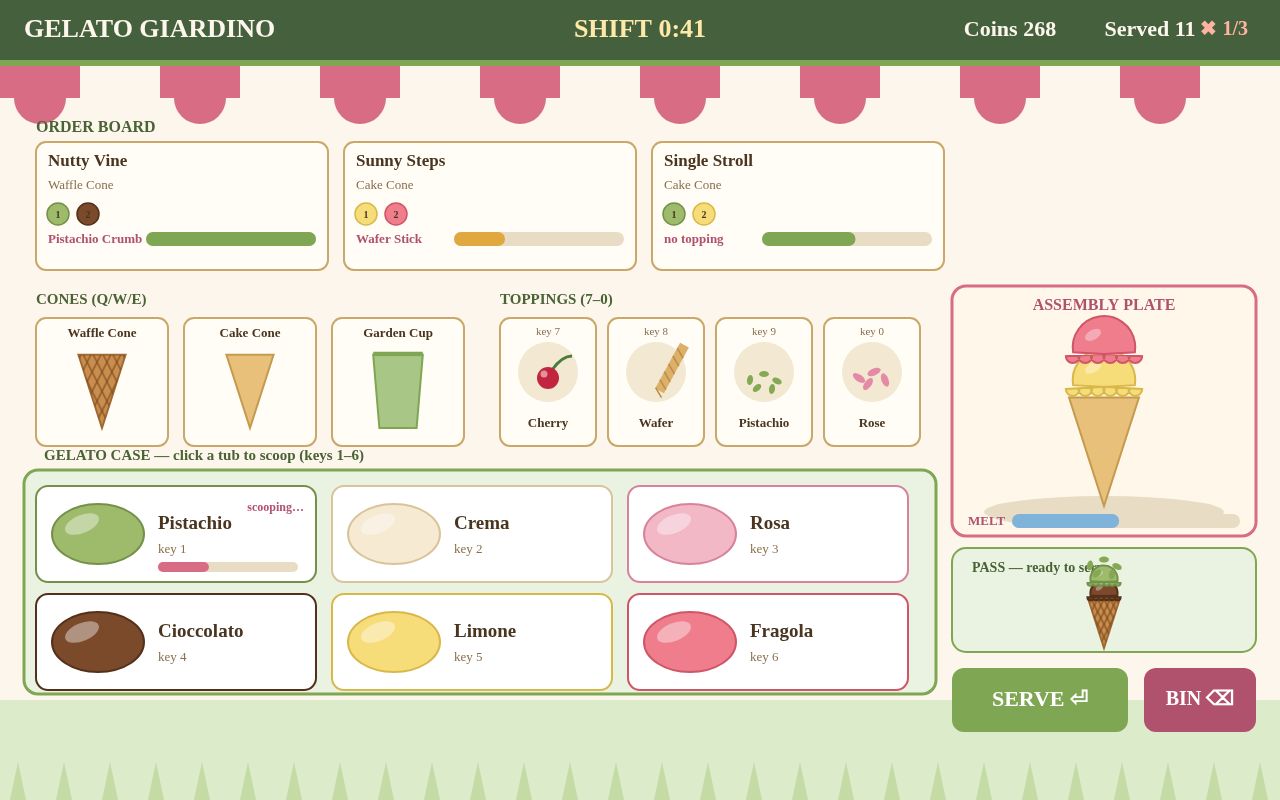 GELATO GIARDINO
SHIFT 0:41
Coins 268
Served 11 ✖ 1/3
ORDER BOARD
Nutty Vine
Waffle Cone
1 2
Pistachio Crumb
Sunny Steps
Cake Cone
1 2
Wafer Stick
Single Stroll
Cake Cone
1 2
no topping
CONES (Q/W/E)
Waffle Cone
Cake Cone
Garden Cup
TOPPINGS (7–0)
key 7
Cherry
key 8
Wafer
key 9
Pistachio
key 0
Rose
ASSEMBLY PLATE
MELT
GELATO CASE — click a tub to scoop (keys 1–6)
scooping…
Pistachio
key 1
Crema
key 2
Rosa
key 3
Cioccolato
key 4
Limone
key 5
Fragola
key 6
PASS — ready to
SERVE ⏎
BIN ⌫